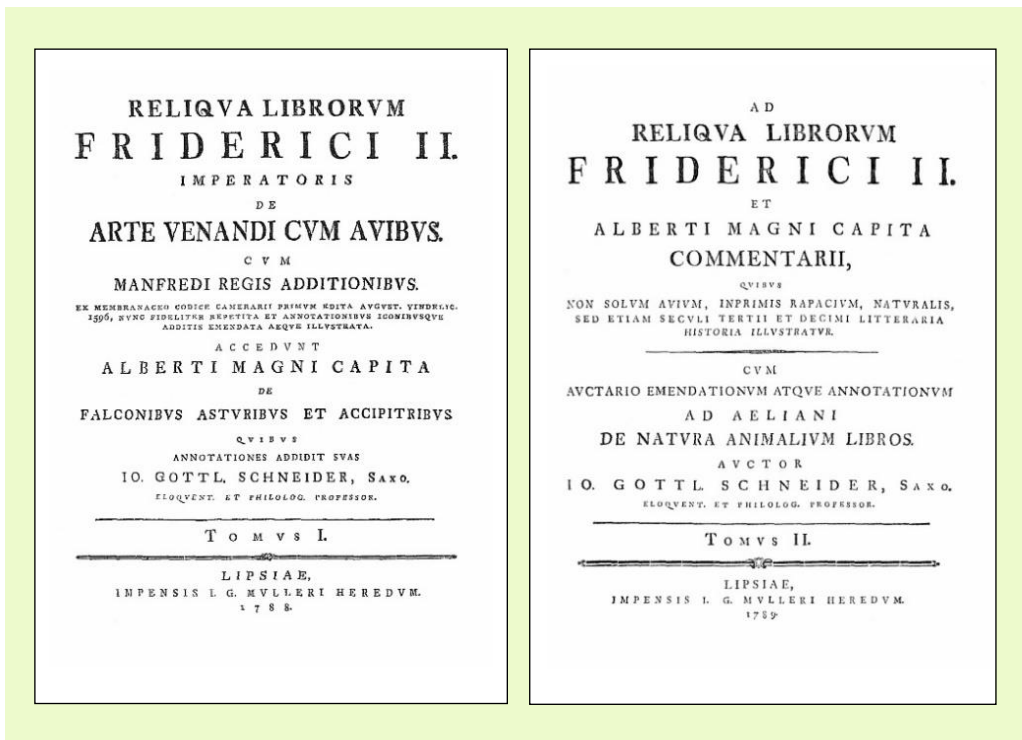 RELIQVA LIBRORVM
FRIDERICI II.
IMPERATORIS
DE
ARTE VENANDI CVM AVIBVS.
CVM
MANFREDI REGIS ADDITIONIBVS.
EX MEMBRANACEO CODICE CAMERARII PRIMVM EDITA AVGVST. VINDELIC.
1596, NVNC FIDELITER REPETITA ET ANNOTATIONIBVS ICONIBVSQVE
ADDITIS EMENDATA AEQVE ILLVSTRATA.
ACCEDVNT
ALBERTI MAGNI CAPITA
DE
FALCONIBVS ASTVRIBVS ET ACCIPITRIBVS
QVIBVS
ANNOTATIONES ADDIDIT SVAS
IO. GOTTL. SCHNEIDER, SAXO.
ELOQVENT. ET PHILOLOG. PROFESSOR.
TOMVS I.
LIPSIAE,
IMPENSIS I. G. MVLLERI HEREDVM.
1788.
AD
RELIQVA LIBRORVM
FRIDERICI II.
ET
ALBERTI MAGNI CAPITA
COMMENTARII,
QVIBVS
NON SOLVM AVIVM, INPRIMIS RAPACIVM, NATVRALIS,
SED ETIAM SECVLI TERTII ET DECIMI LITTERARIA
HISTORIA ILLVSTRATVR.
CVM
AVCTARIO EMENDATIONVM ATQVE ANNOTATIONVM
AD AELIANI
DE NATVRA ANIMALIVM LIBROS.
AVCTOR
IO. GOTTL. SCHNEIDER, SAXO.
ELOQVENT. ET PHILOLOG. PROFESSOR.
TOMVS II.
LIPSIAE,
IMPENSIS I. G. MVLLERI HEREDVM.
1789.